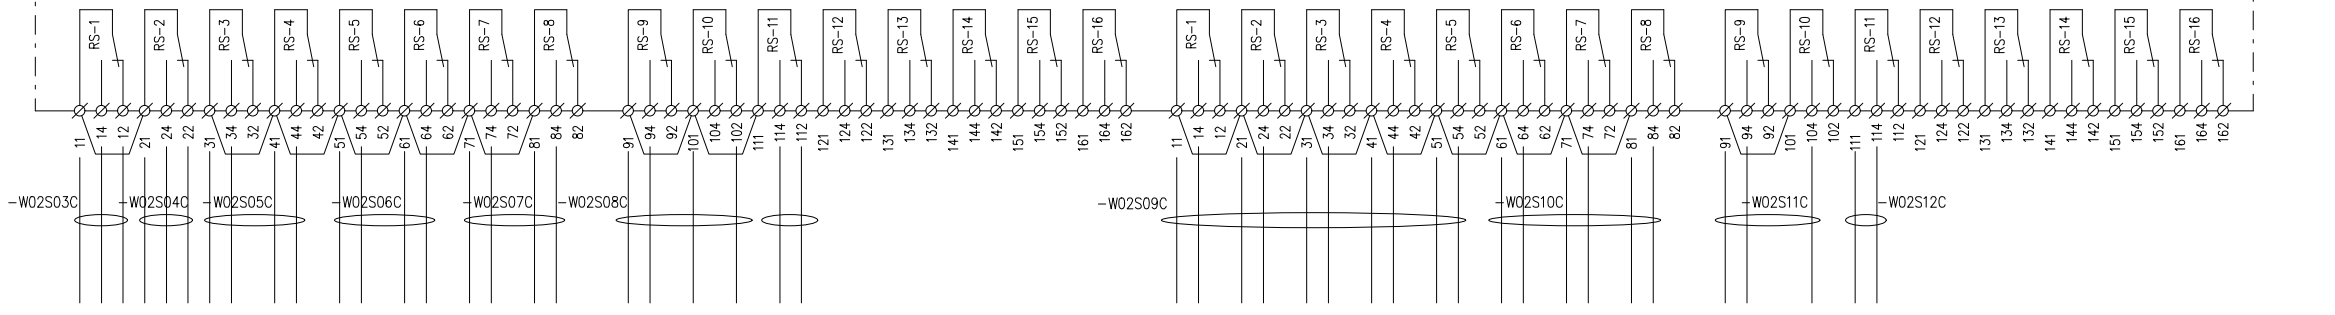 RS-1 RS-2 RS-3 RS-4 RS-5 RS-6 RS-7 RS-8 RS-9 RS-10 RS-11 RS-12 RS-13 RS-14 RS-15 RS-16 RS-1 RS-2 RS-3 RS-4 RS-5 RS-6 RS-7 RS-8 RS-9 RS-10 RS-11 RS-12 RS-13 RS-14 RS-15 RS-16
11 14 12 21 24 22 31 34 32 41 44 42 51 54 52 61 64 62 71 74 72 81 84 82 91 94 92 101 104 102 111 114 112 121 124 122 131 134 132 141 144 142 151 154 152 161 164 162 11 14 12 21 24 22 31 34 32 41 44 42 51 54 52 61 64 62 71 74 72 81 84 82 91 94 92 101 104 102 111 114 112 121 124 122 131 134 132 141 144 142 151 154 152 161 164 162
-W02S03C -W02S04C -W02S05C -W02S06C -W02S07C -W02S08C -W02S09C -W02S10C -W02S11C -W02S12C